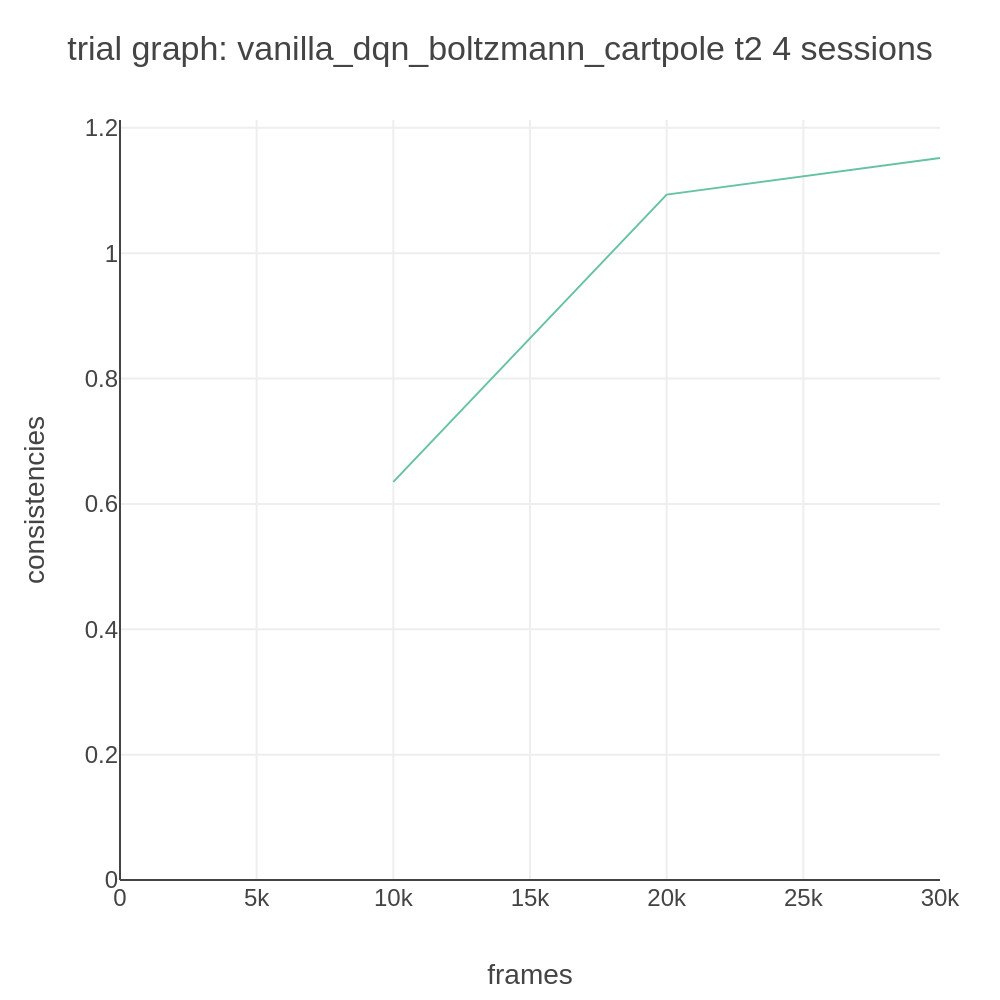 trial graph: vanilla_dqn_boltzmann_cartpole t2 4 sessions
1.2
1
0.8
0.6
0.4
0.2
0
consistencies
0 5k 10k 15k 20k 25k 30k
frames